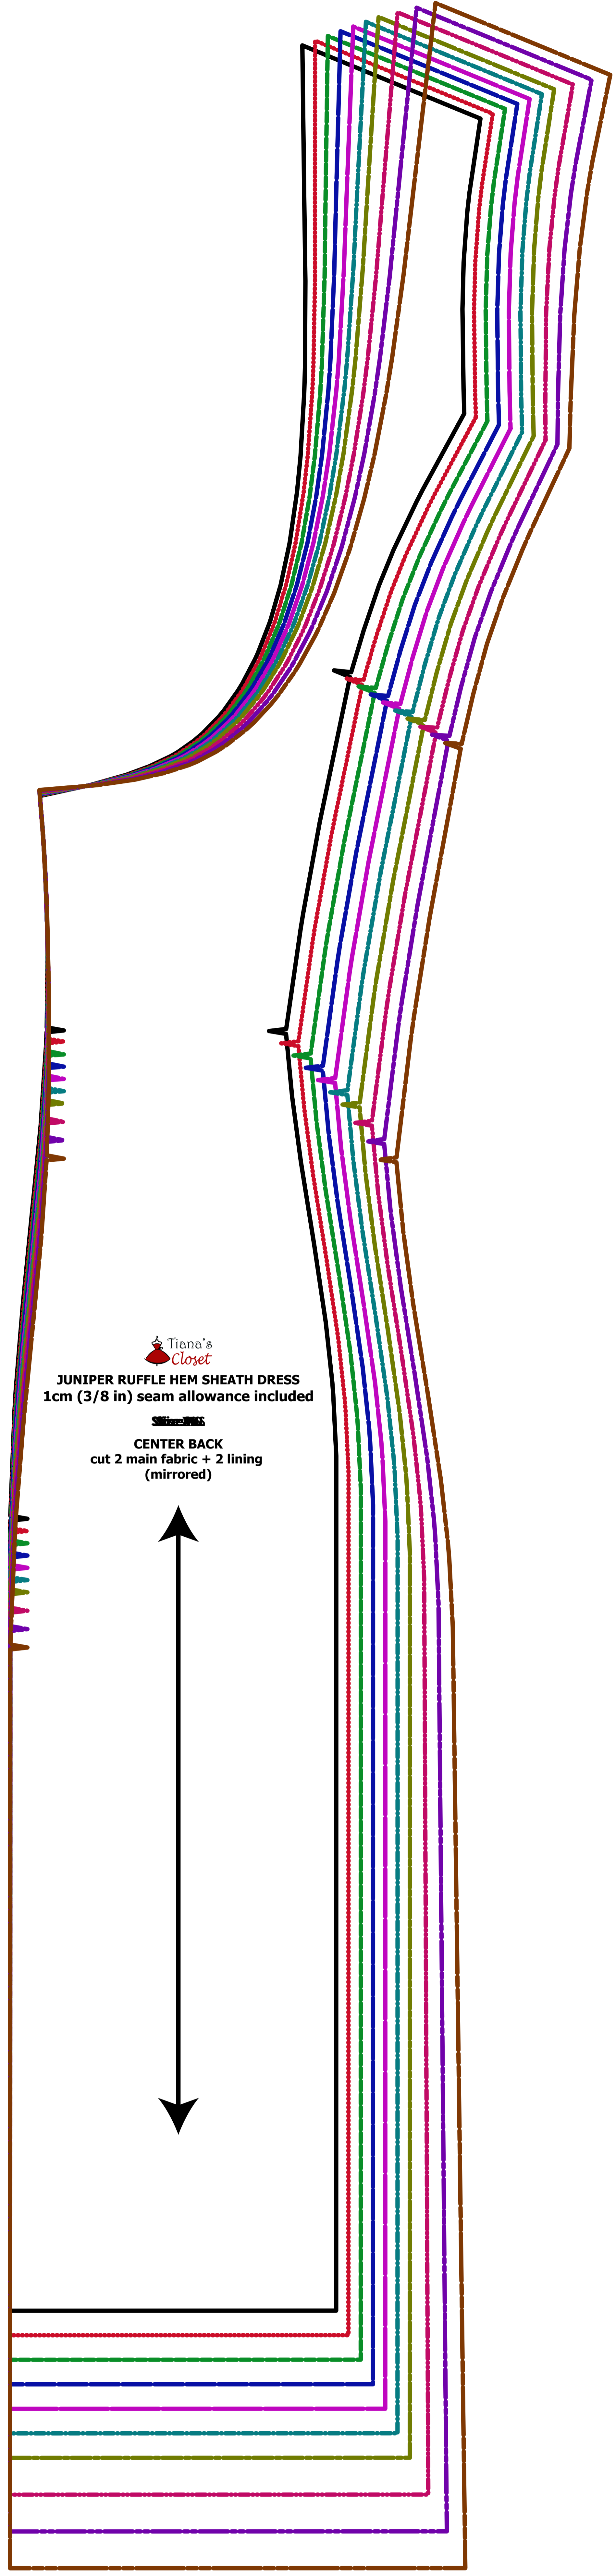 Tiana's
Closet
JUNIPER RUFFLE HEM SHEATH DRESS
1cm (3/8 in) seam allowance included
CENTER BACK
cut 2 main fabric + 2 lining
(mirrored)